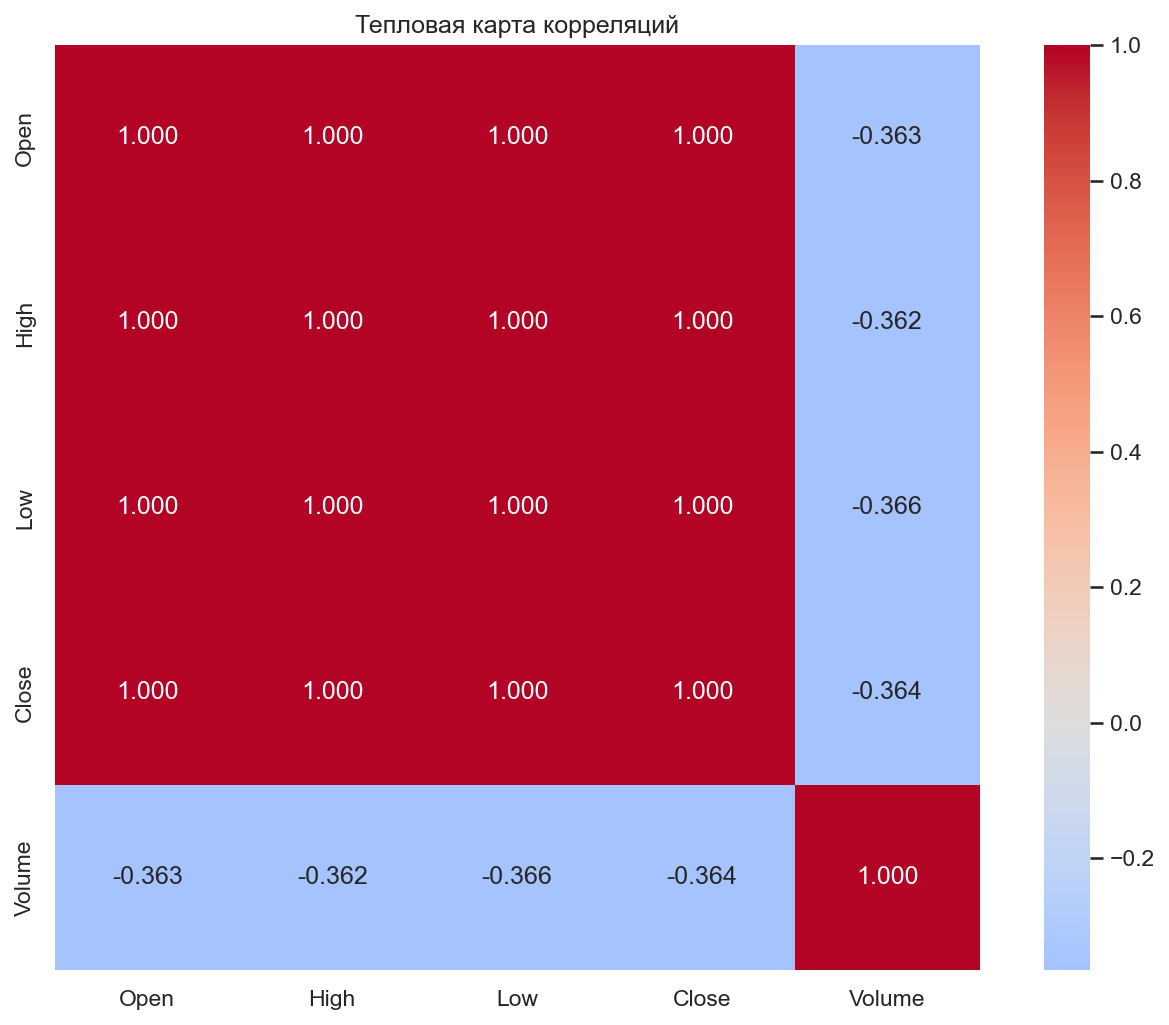 Тепловая карта корреляций
Open 1.000 1.000 1.000 1.000 -0.363
High 1.000 1.000 1.000 1.000 -0.362
Low 1.000 1.000 1.000 1.000 -0.366
Close 1.000 1.000 1.000 1.000 -0.364
Volume -0.363 -0.362 -0.366 -0.364 1.000
Open High Low Close Volume
1.0
0.8
0.6
0.4
0.2
0.0
−0.2